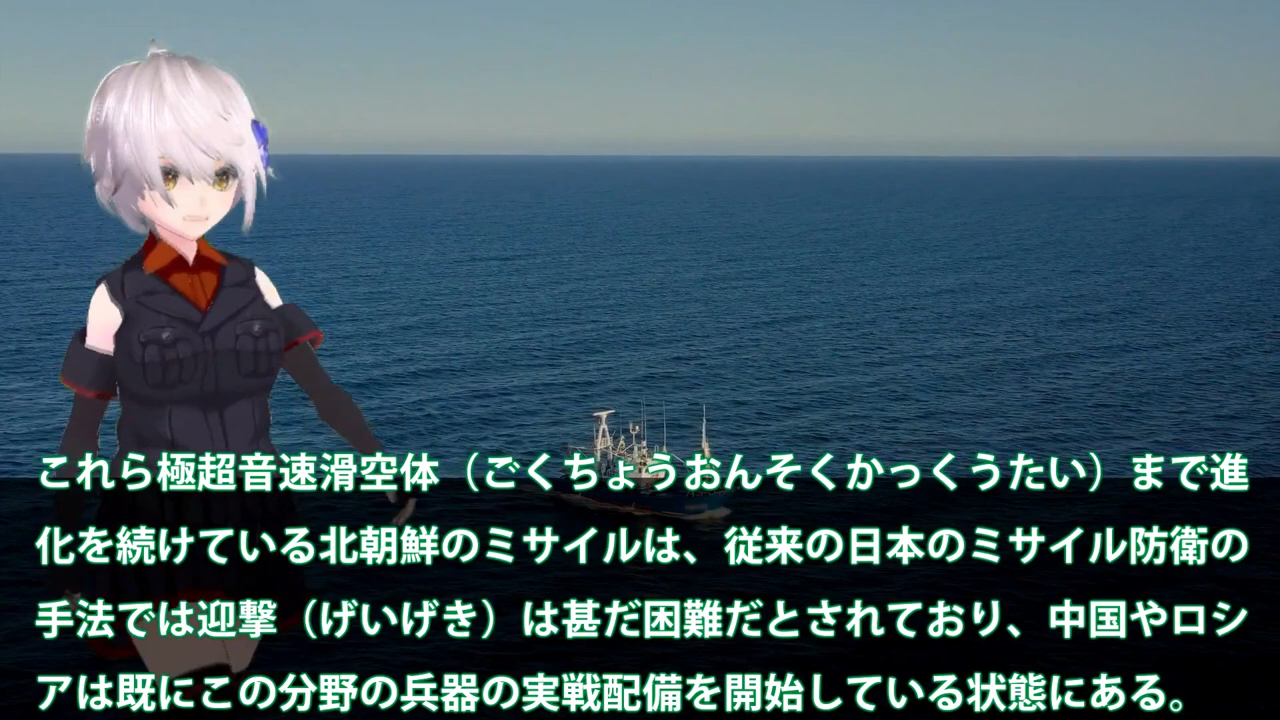 これら極超音速滑空体（ごくちょうおんそくかっくうたい）まで進
化を続けている北朝鮮のミサイルは、従来の日本のミサイル防衛の
手法では迎撃（げいげき）は甚だ困難だとされており、中国やロシ
アは既にこの分野の兵器の実戦配備を開始している状態にある。